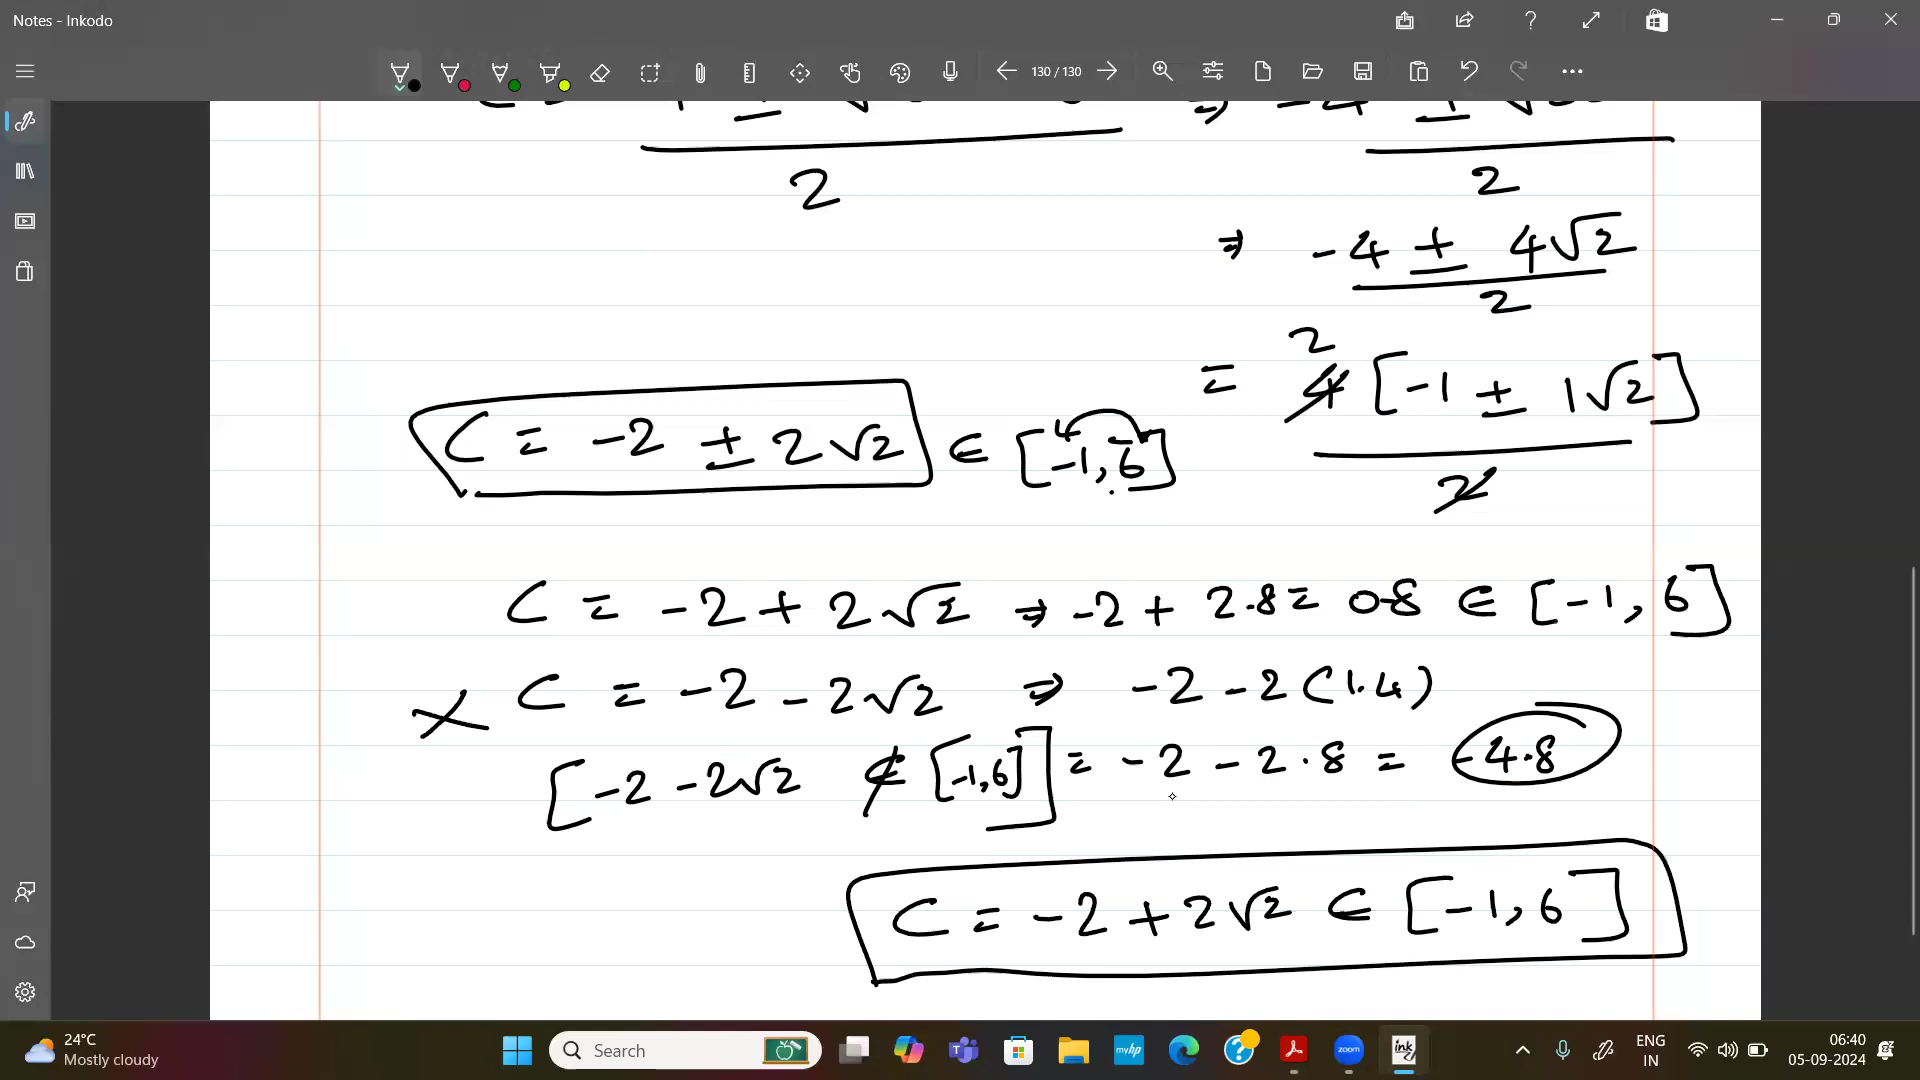 Notes - Inkodo
130 / 130
2
2
⇒ -4 ± 4√2
2
2
= 4 [-1 ± 1√2]
2
C = -2 ± 2√2 ∈ [-1, 6]
C = -2 + 2√2 ⇒ -2 + 2.8 = 0.8 ∈ [-1, 6]
C = -2 - 2√2 ⇒ -2 - 2(1.4)
[-2 - 2√2 ∉ [-1,6]] = -2 - 2.8 = -4.8
C = -2 + 2√2 ∈ [-1, 6]
24°C
Mostly cloudy
Search
myhp
zoom
ink
ENG
IN
06:40
05-09-2024